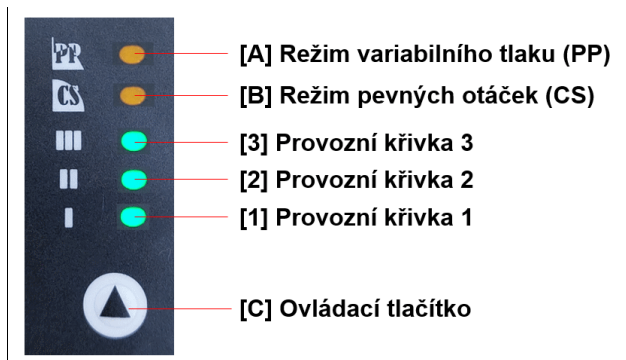 PP [A] Režim variabilního tlaku (PP)
CS [B] Režim pevných otáček (CS)
III [3] Provozní křivka 3
II [2] Provozní křivka 2
I [1] Provozní křivka 1
[C] Ovládací tlačítko